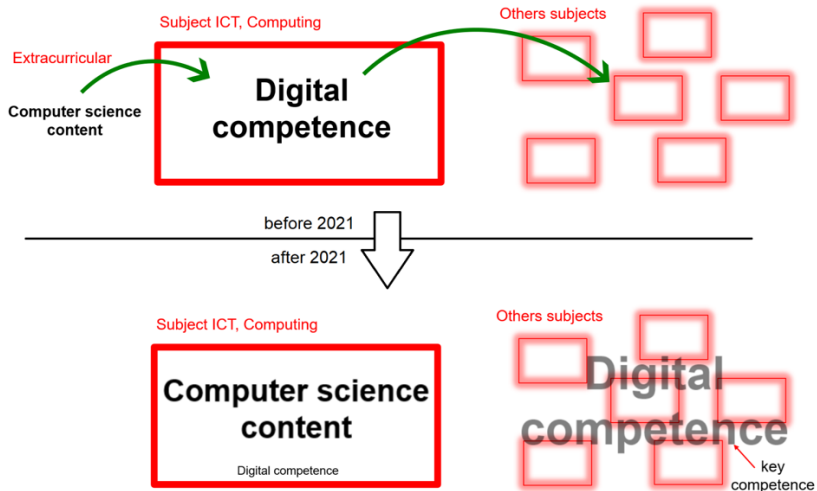 Subject ICT, Computing
Others subjects
Extracurricular
Computer science
content
Digital
competence
before 2021
after 2021
Subject ICT, Computing
Others subjects
Computer science
content
Digital competence
Digital
competence
key
competence